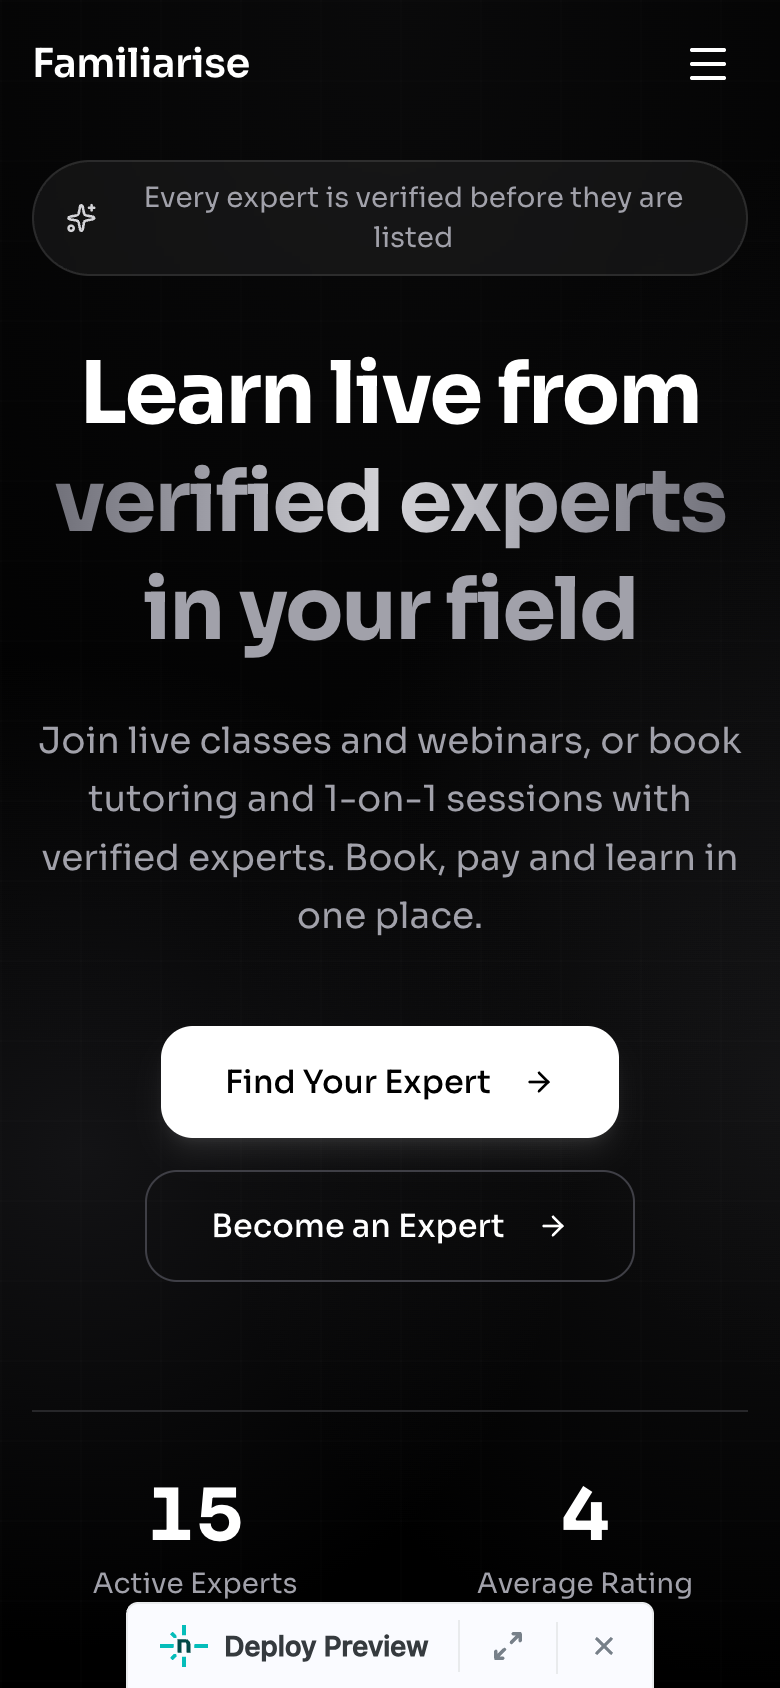 Familiarise
Every expert is verified before they are
listed
Learn live from
verified experts
in your field
Join live classes and webinars, or book
tutoring and 1-on-1 sessions with
verified experts. Book, pay and learn in
one place.
Find Your Expert →
Become an Expert →
15
Active Experts
4
Average Rating
n Deploy Preview